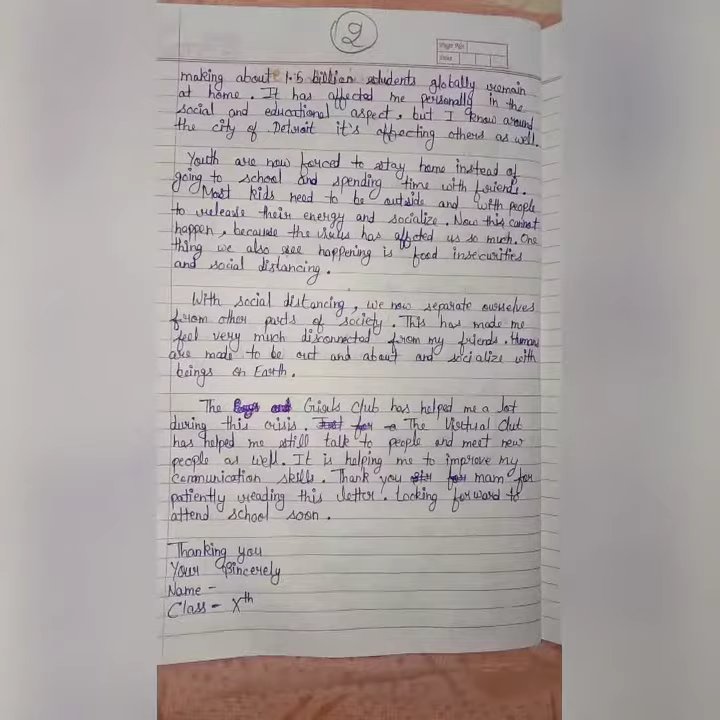 2
Page No.
Date
making about 1.5 billion students globally remain
at home. It has affected me personally in the
social and educational aspect, but I know around
the city of Detroit it's affecting others as well.
Youth are now forced to stay home instead of
going to school and spending time with friends.
Most kids need to be outside and with people
to release their energy and socialize. Now this cannot
happen, because the virus has affected us so much. One
thing we also see happening is food insecurities
and social distancing.
With social distancing, we now separate ourselves
from other parts of society. This has made me
feel very much disconnected from my friends. Humans
are made to be out and about and socialize with
beings on Earth.
The Boys and Girls Club has helped me a lot
during this crisis. Just for The Virtual Club
has helped me still talk to people and meet new
people as well. It is helping me to improve my
communication skills. Thank you sir for mam for
patiently reading this letter. Looking forward to
attend school soon.
Thanking you
Your Sincerely
Name -
Class - Xth